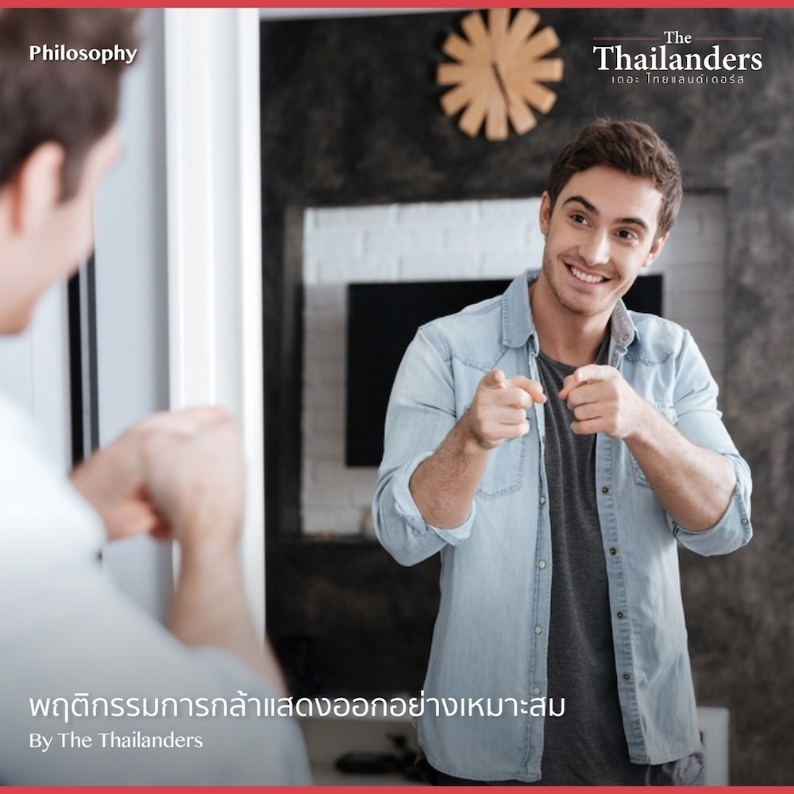 Philosophy
The
Thailanders
เดอะ ไทยแลนด์เดอร์ส
พฤติกรรมการกล้าแสดงออกอย่างเหมาะสม
By The Thailanders